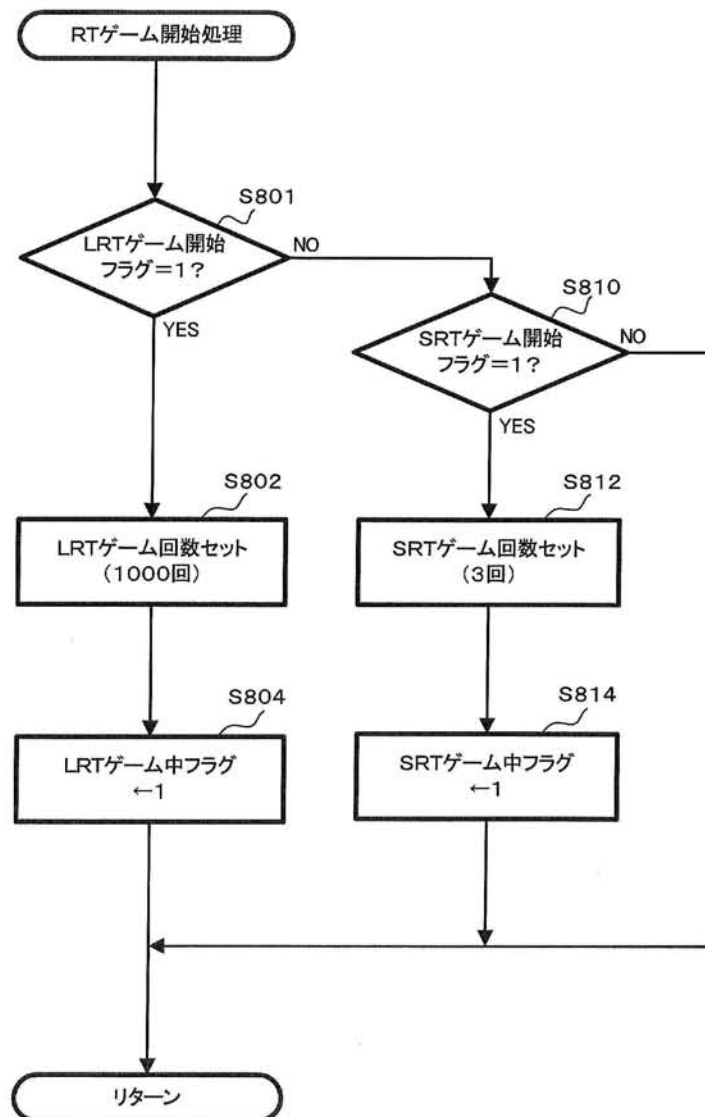 RTゲーム開始処理
S801
LRTゲーム開始
フラグ=1?
NO
YES
S810
SRTゲーム開始
フラグ=1?
NO
YES
S802
LRTゲーム回数セット
(1000回)
S812
SRTゲーム回数セット
(3回)
S804
LRTゲーム中フラグ
←1
S814
SRTゲーム中フラグ
←1
リターン